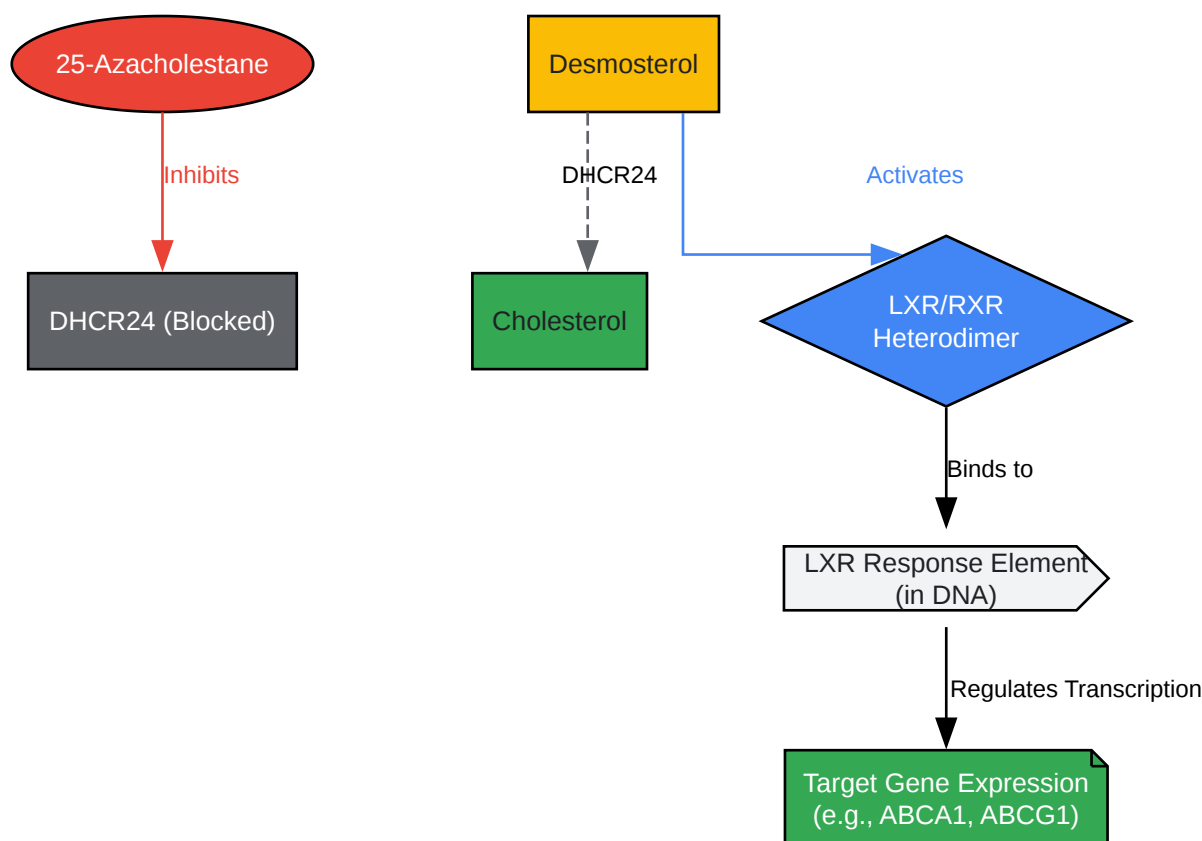 25-Azacholestane
Desmosterol
Inhibits
DHCR24
Activates
DHCR24 (Blocked)
Cholesterol
LXR/RXR
Heterodimer
Binds to
LXR Response Element
(in DNA)
Regulates Transcription
Target Gene Expression
(e.g., ABCA1, ABCG1)